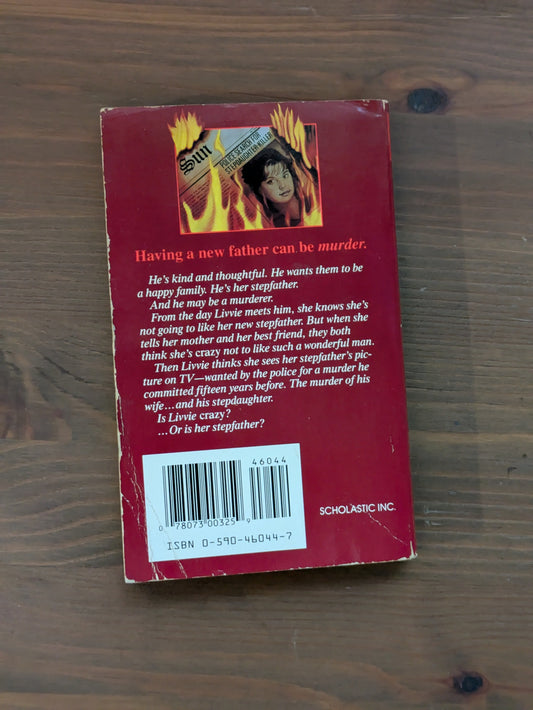 Sun
POLICE SEARCH FOR
STEPDAUGHTER KILLER
Having a new father can be murder.
He's kind and thoughtful. He wants them to be
a happy family. He's her stepfather.
And he may be a murderer.
From the day Livvie meets him, she knows she's
not going to like her new stepfather. But when she
tells her mother and her best friend, they both
think she's crazy not to like such a wonderful man.
Then Livvie thinks she sees her stepfather's pic-
ture on TV—wanted by the police for a murder he
committed fifteen years before. The murder of his
wife...and his stepdaughter.
Is Livvie crazy?
...Or is her stepfather?
46044
0 78073 00325 9
ISBN 0-590-46044-7
SCHOLASTIC INC.